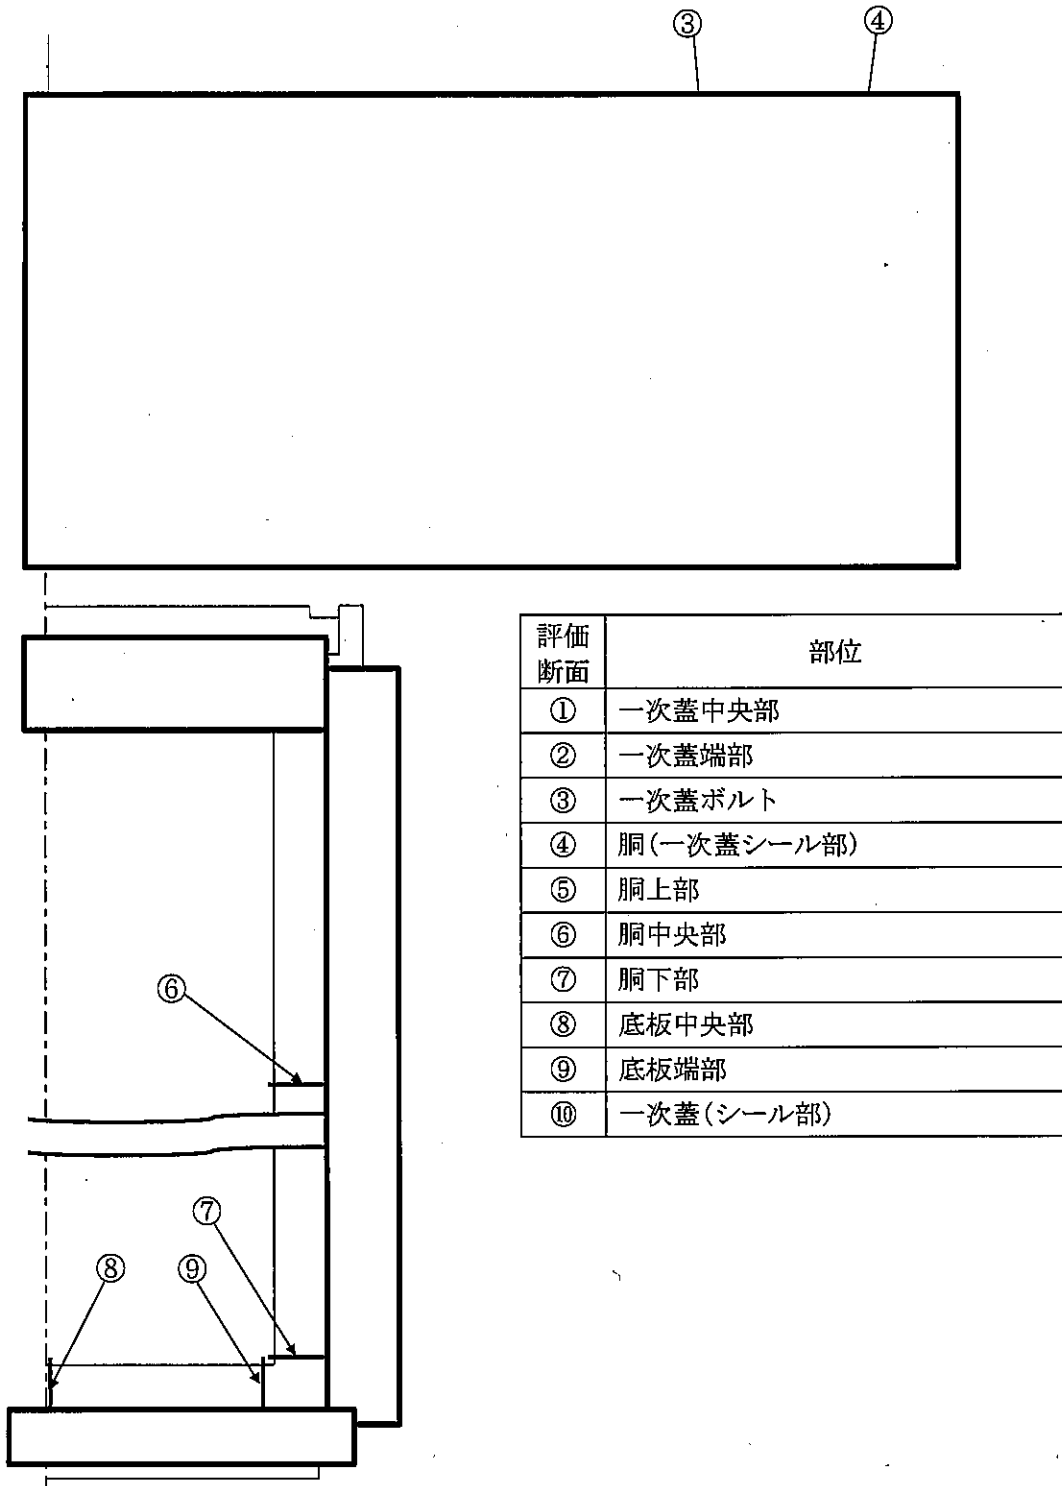 ③ ④
評価断面 部位
① 一次蓋中央部
② 一次蓋端部
③ 一次蓋ボルト
④ 胴(一次蓋シール部)
⑤ 胴上部
⑥ 胴中央部
⑦ 胴下部
⑧ 底板中央部
⑨ 底板端部
⑩ 一次蓋(シール部)
⑥
⑦
⑧ ⑨